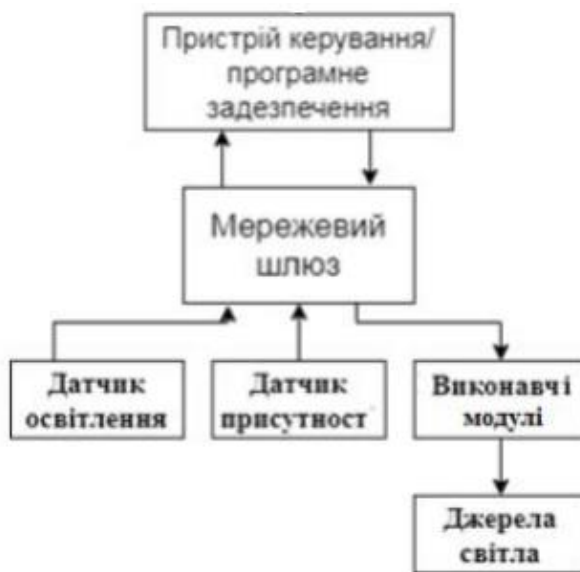 Пристрій керування/
програмне
задезпечення
Мережевий
шлюз
Датчик
освітлення
Датчик
присутност
Виконавчі
модулі
Джерела
світла